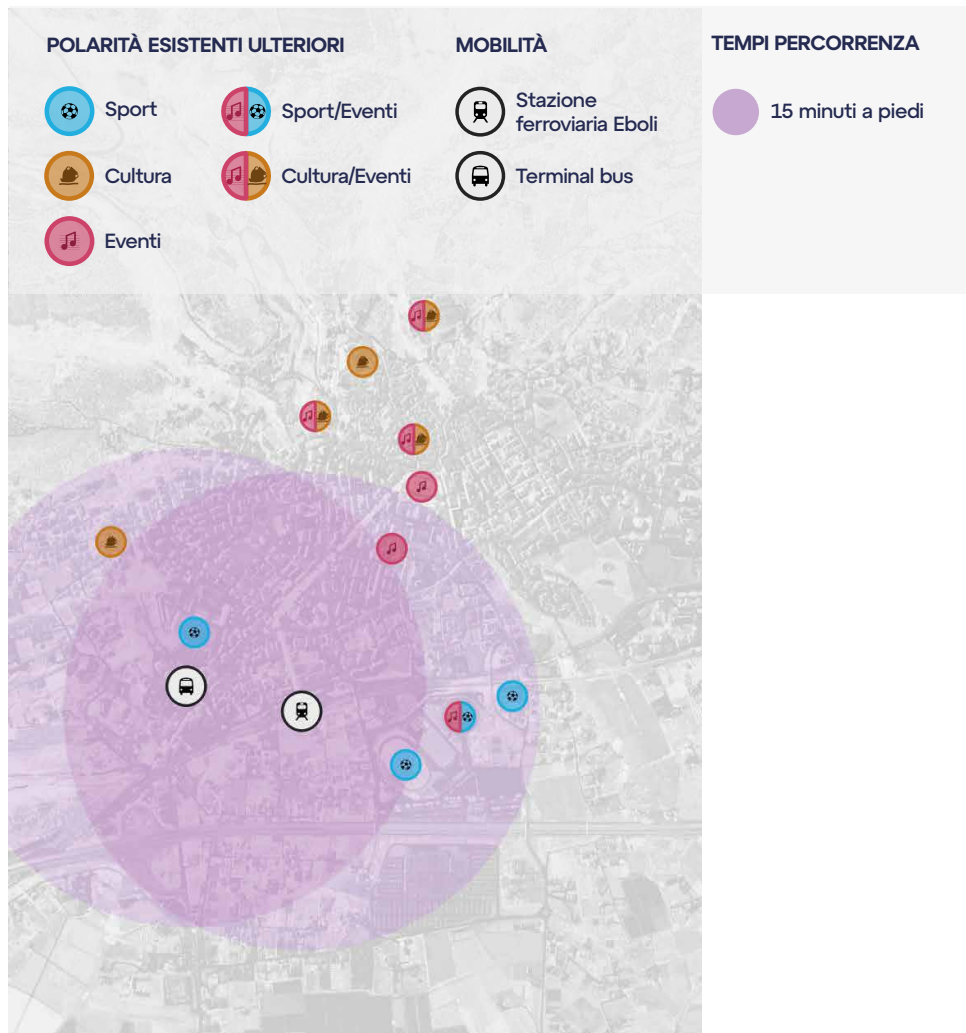 POLARITÀ ESISTENTI ULTERIORI
Sport
Cultura
Eventi
Sport/Eventi
Cultura/Eventi
MOBILITÀ
Stazione
ferroviaria Eboli
Terminal bus
TEMPI PERCORRENZA
15 minuti a piedi